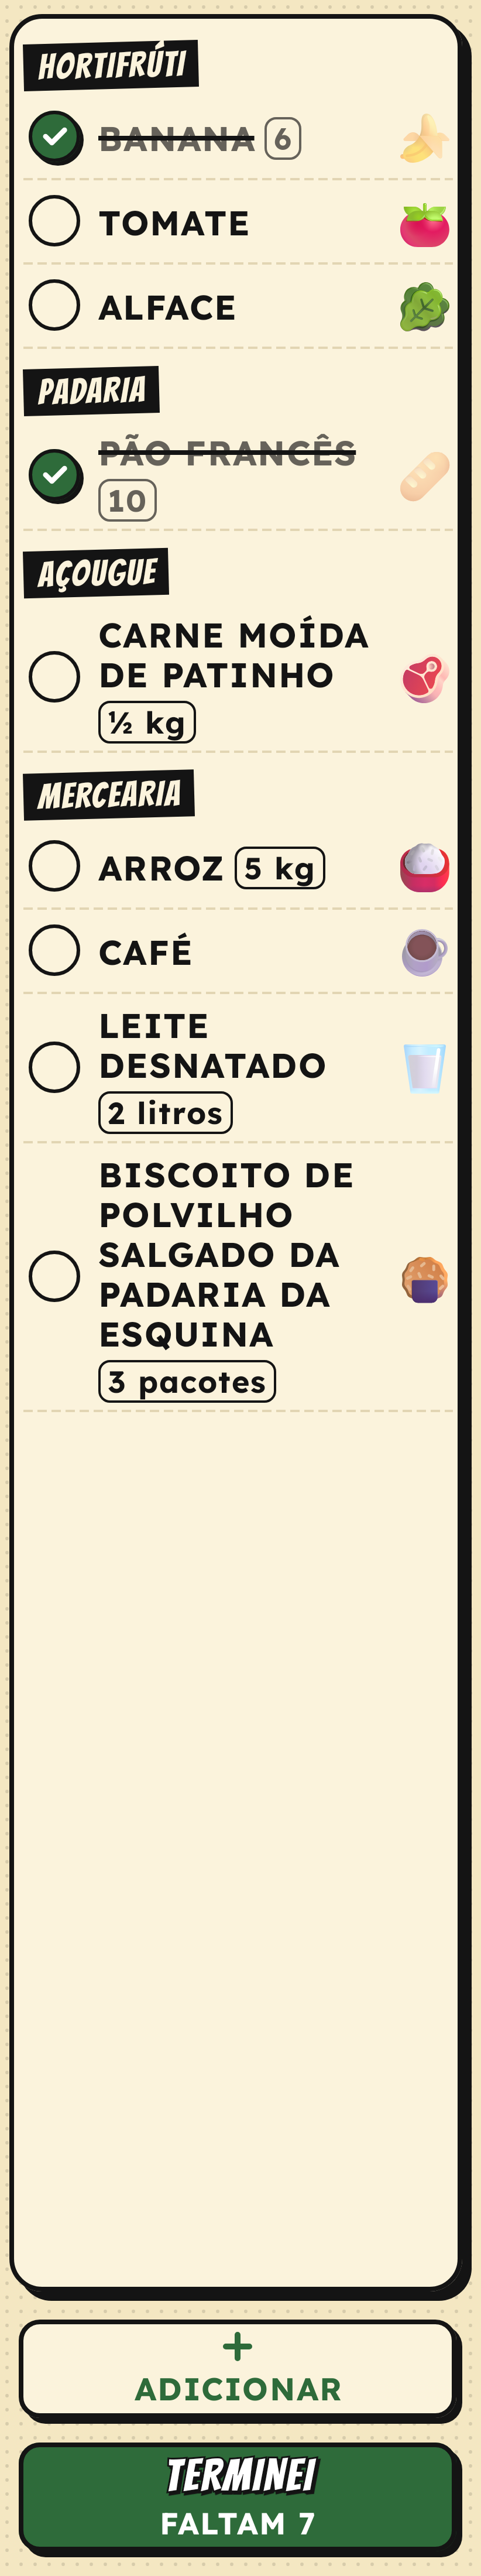 HORTIFRÚTI
BANANA 6
TOMATE
ALFACE
PADARIA
PÃO FRANCÊS
10
AÇOUGUE
CARNE MOÍDA
DE PATINHO
½ kg
MERCEARIA
ARROZ 5 kg
CAFÉ
LEITE
DESNATADO
2 litros
BISCOITO DE
POLVILHO
SALGADO DA
PADARIA DA
ESQUINA
3 pacotes
+
ADICIONAR
TERMINEI
FALTAM 7